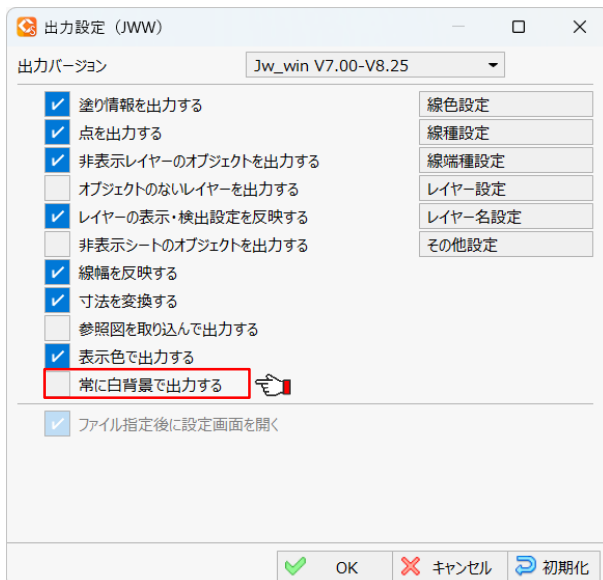 出力設定（JWW）
出力バージョン Jw_win V7.00-V8.25
塗り情報を出力する 線色設定
点を出力する 線種設定
非表示レイヤーのオブジェクトを出力する 線端種設定
オブジェクトのないレイヤーを出力する レイヤー設定
レイヤーの表示・検出設定を反映する レイヤー名設定
非表示シートのオブジェクトを出力する その他設定
線幅を反映する
寸法を変換する
参照図を取り込んで出力する
表示色で出力する
常に白背景で出力する
ファイル指定後に設定画面を開く
OK キャンセル 初期化